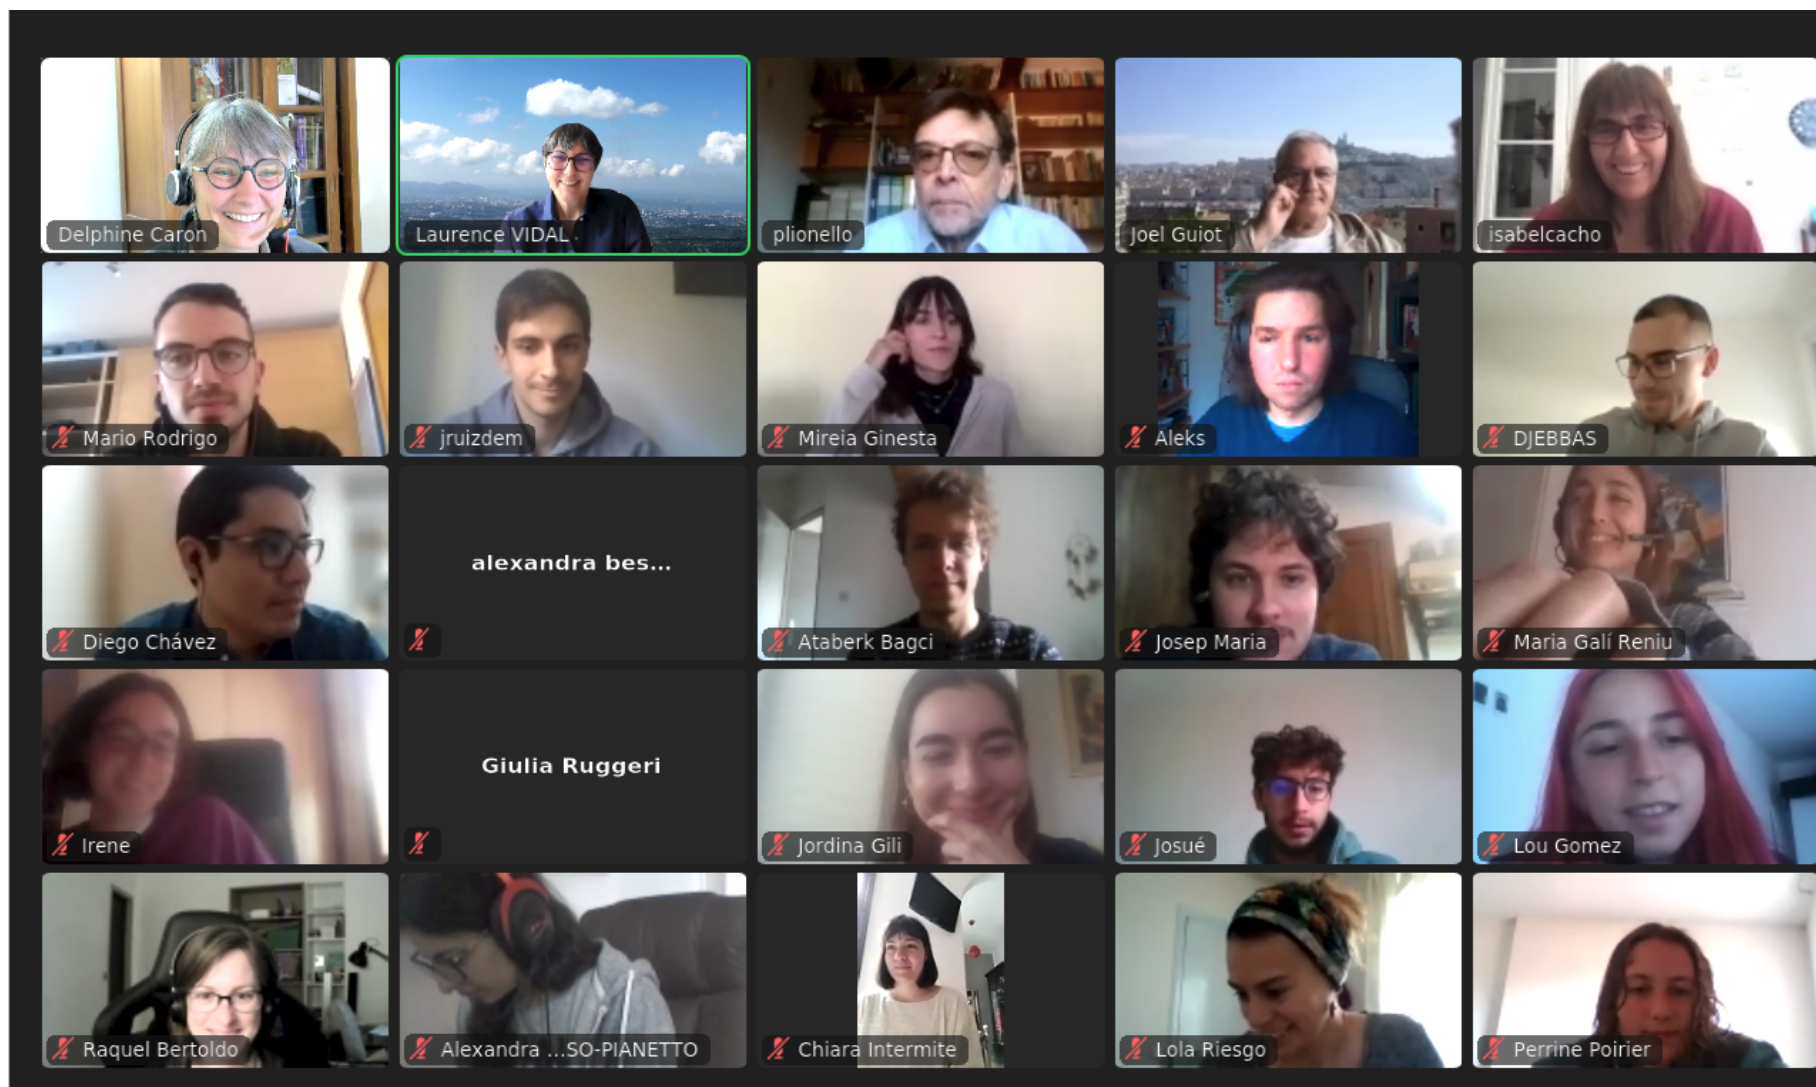 Delphine Caron
Laurence VIDAL
plionello
Joel Guiot
isabelcacho
Mario Rodrigo
jruizdem
Mireia Ginesta
Aleks
DJEBBAS
Diego Chávez
alexandra bes...
Ataberk Bagci
Josep Maria
Maria Galí Reniu
Irene
Giulia Ruggeri
Jordina Gili
Josué
Lou Gomez
Raquel Bertoldo
Alexandra ...SO-PIANETTO
Chiara Intermite
Lola Riesgo
Perrine Poirier